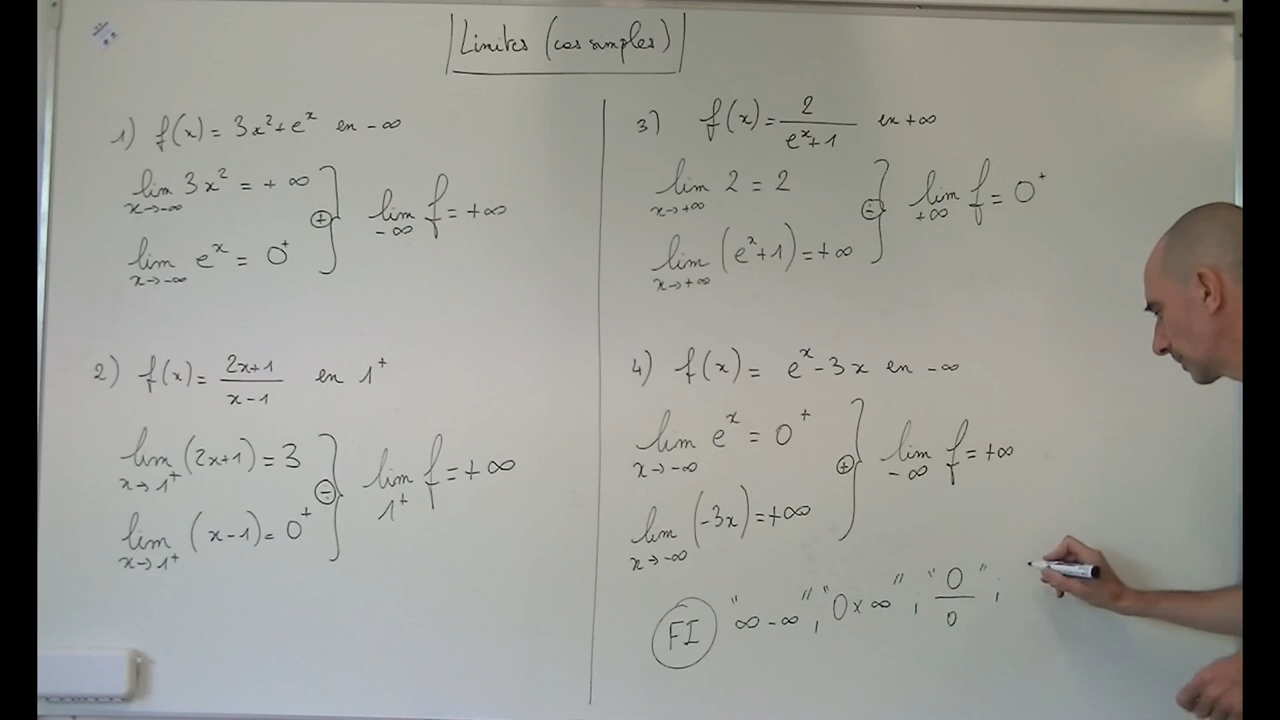 Limites (cas simples)
1) f(x) = 3x² + eˣ en -∞
lim 3x² = +∞
x→-∞
lim eˣ = 0⁺
x→-∞
⊕
lim f = +∞
-∞
2) f(x) = (2x+1)/(x-1) en 1⁺
lim (2x+1) = 3
x→1⁺
lim (x-1) = 0⁺
x→1⁺
lim f = +∞
1⁺
3) f(x) = 2/(eˣ+1) en +∞
lim 2 = 2
x→+∞
lim (eˣ+1) = +∞
x→+∞
lim f = 0⁺
+∞
4) f(x) = eˣ - 3x en -∞
lim eˣ = 0⁺
x→-∞
lim (-3x) = +∞
x→-∞
⊕
lim f = +∞
-∞
FI "∞ - ∞" ; "0 × ∞" ; "0/0" ;